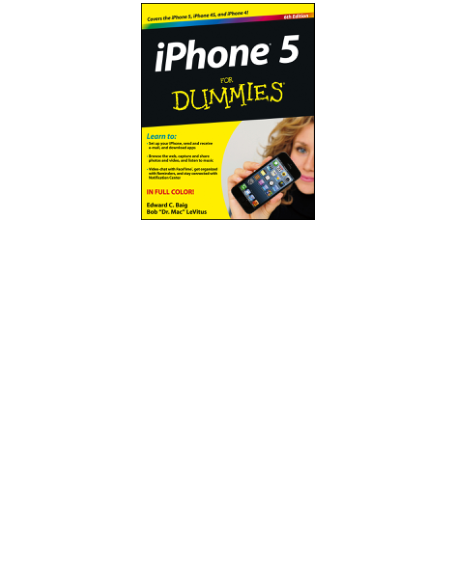 Covers the iPhone 5, iPhone 4S, and iPhone 4!
6th Edition
iPhone 5
FOR
DUMMIES
Learn to:
• Set up your iPhone, send and receive
e-mail, and download apps
• Browse the web, capture and share
photos and video, and listen to music
• Video chat with FaceTime, get organized
with Reminders, and stay connected with
Notification Center
IN FULL COLOR!
Edward C. Baig
Bob "Dr. Mac" LeVitus